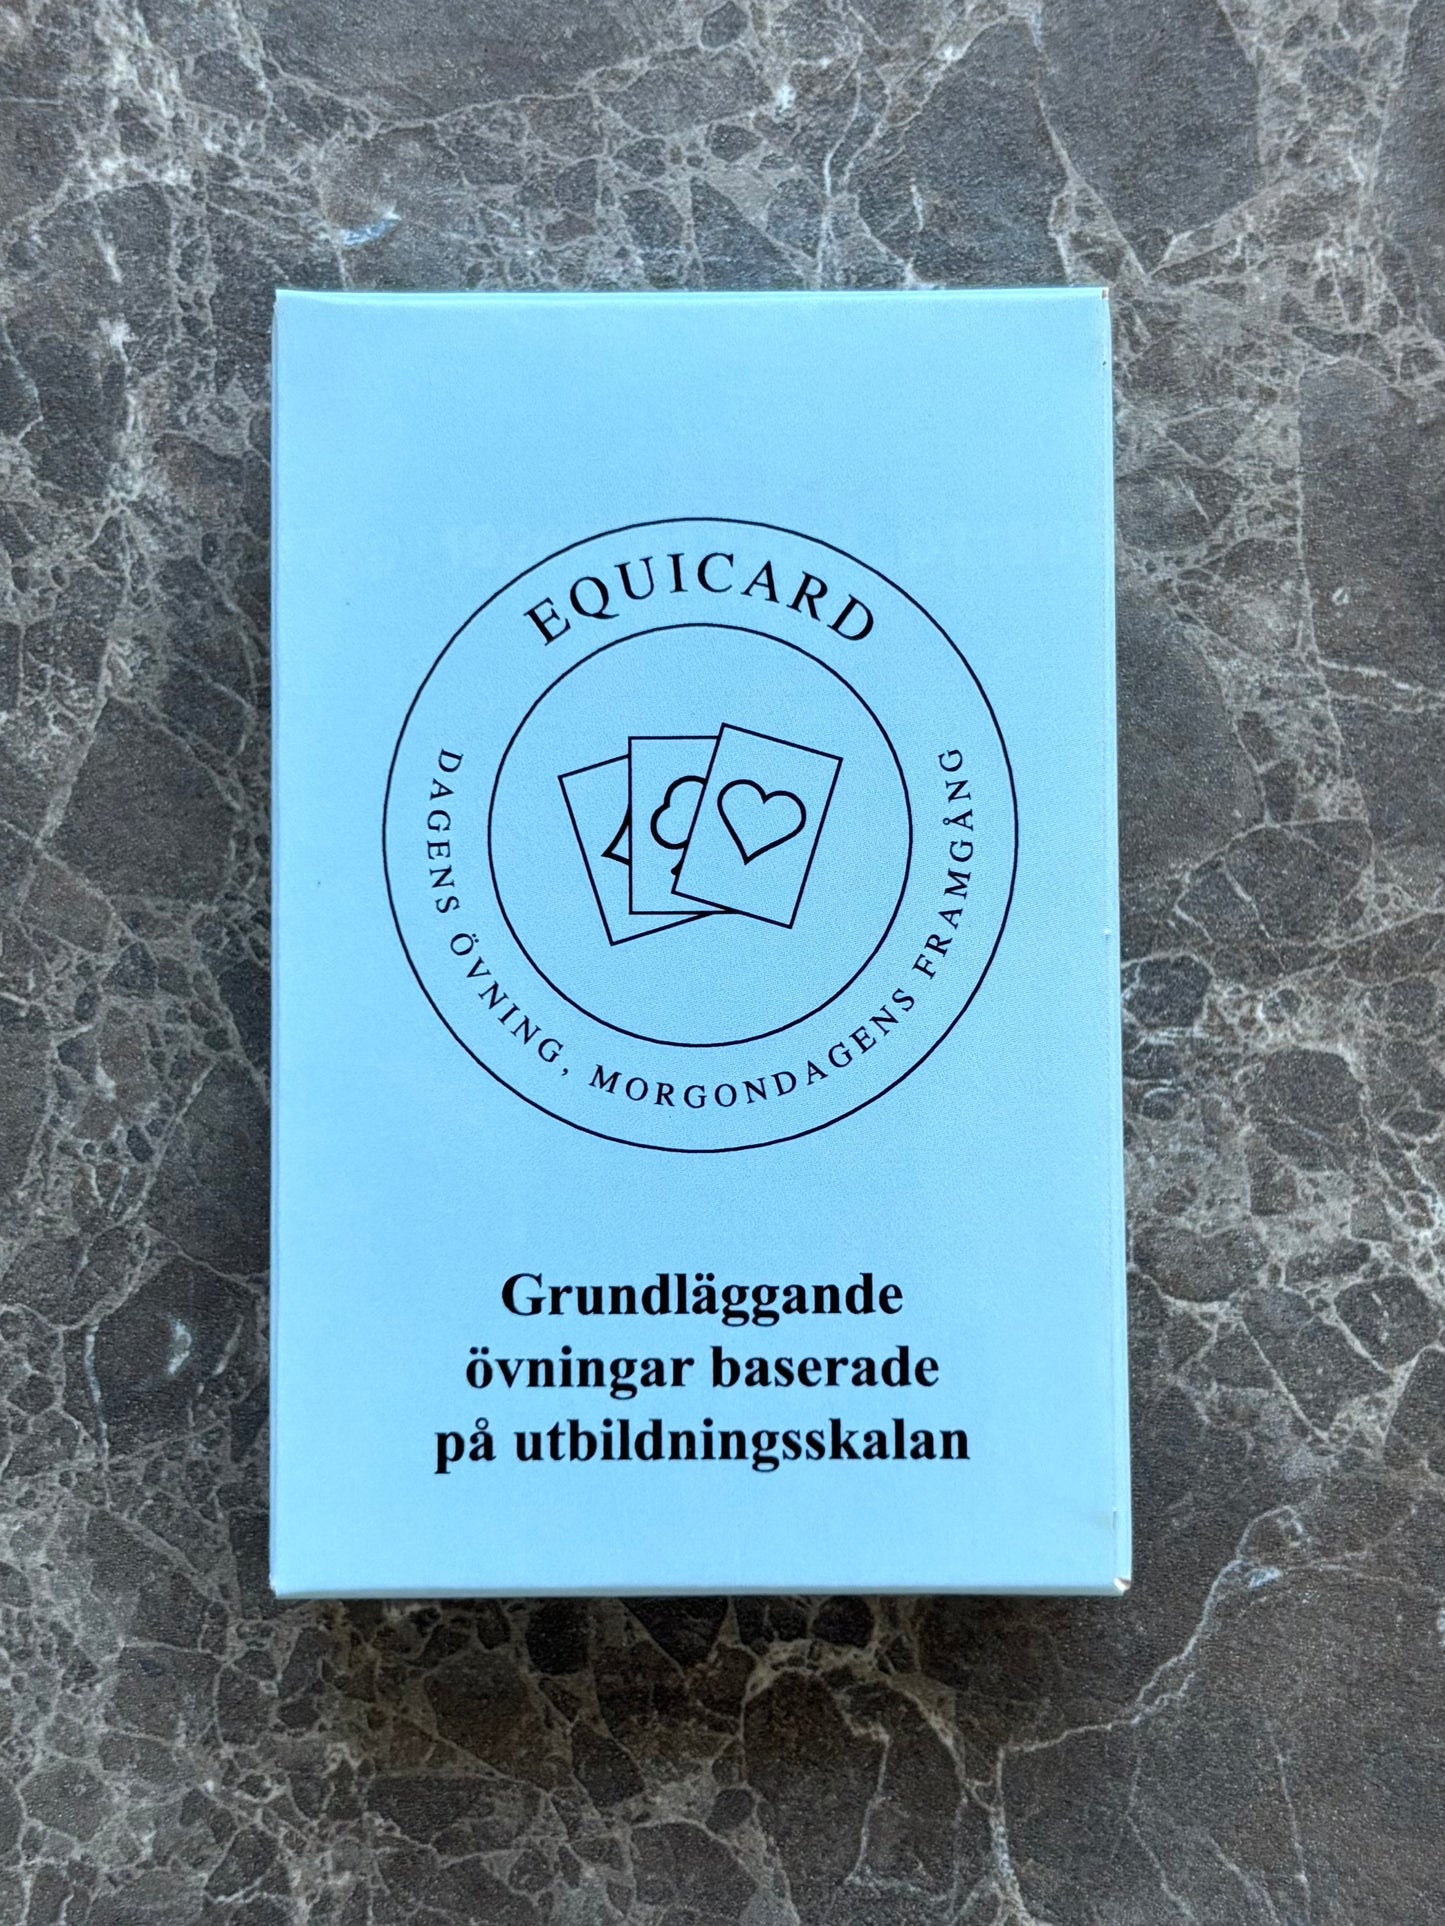 EQUICARD
DAGENS ÖVNING, MORGONDAGENS FRAMGÅNG
Grundläggande
övningar baserade
på utbildningsskalan